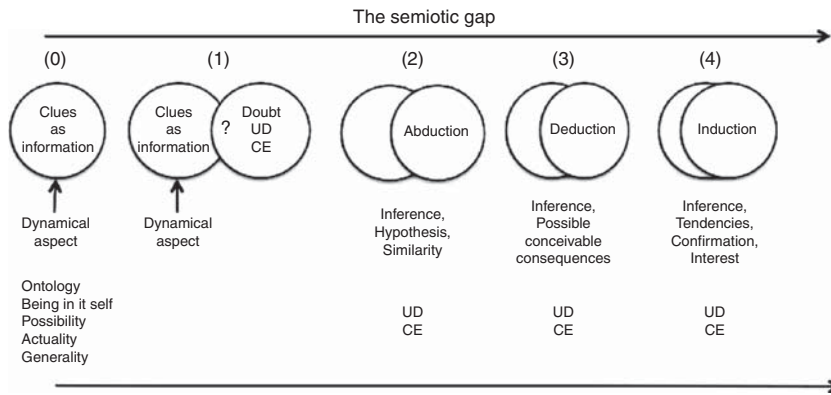 The semiotic gap
(0)
(1)
(2)
(3)
(4)
Clues
as
information
Clues
as
information
?
Doubt
UD
CE
Abduction
Deduction
Induction
Dynamical
aspect
Dynamical
aspect
Inference,
Hypothesis,
Similarity
Inference,
Possible
conceivable
consequences
Inference,
Tendencies,
Confirmation,
Interest
Ontology
Being in it self
Possibility
Actuality
Generality
UD
CE
UD
CE
UD
CE